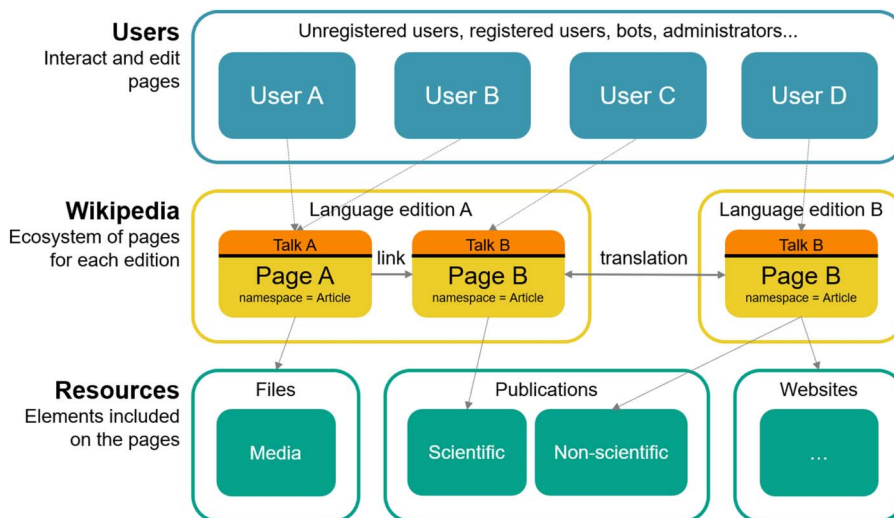 Users
Interact and edit
pages
Unregistered users, registered users, bots, administrators...
User A
User B
User C
User D
Wikipedia
Ecosystem of pages
for each edition
Language edition A
Language edition B
Talk A
Page A
namespace = Article
link
Talk B
Page B
namespace = Article
translation
Talk B
Page B
namespace = Article
Resources
Elements included
on the pages
Files
Media
Publications
Scientific
Non-scientific
Websites
...